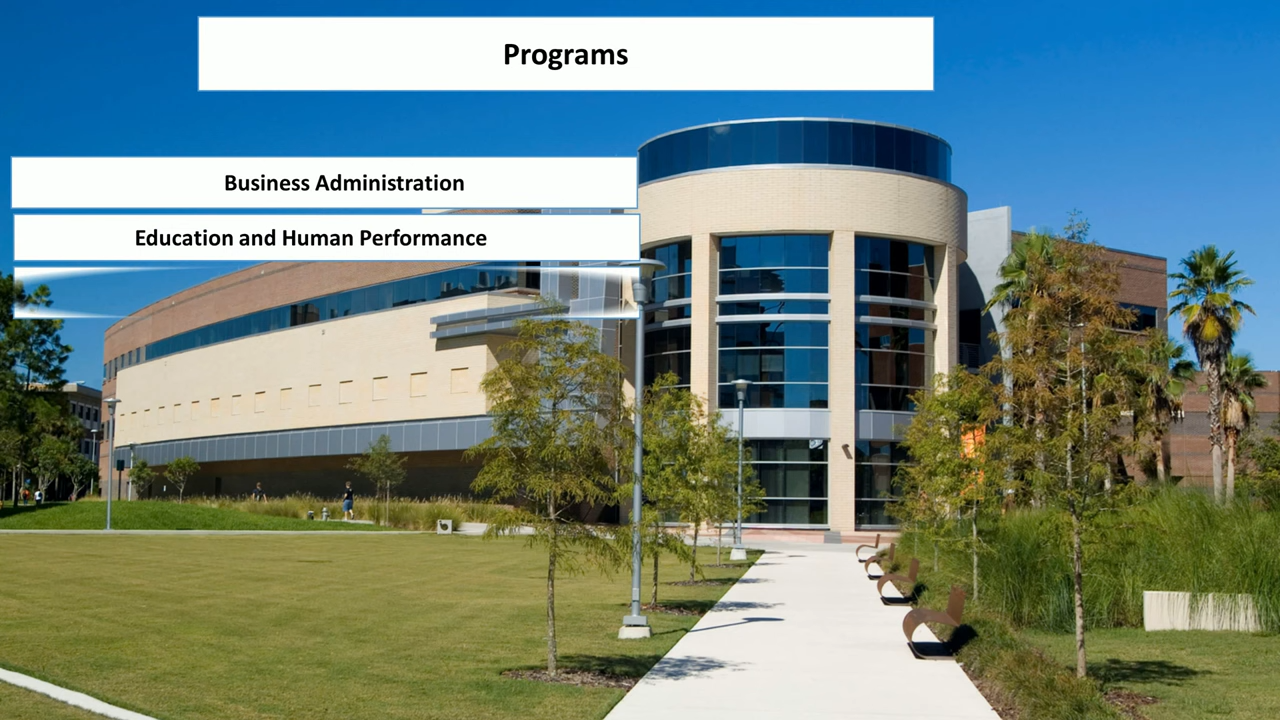 Programs
Business Administration
Education and Human Performance